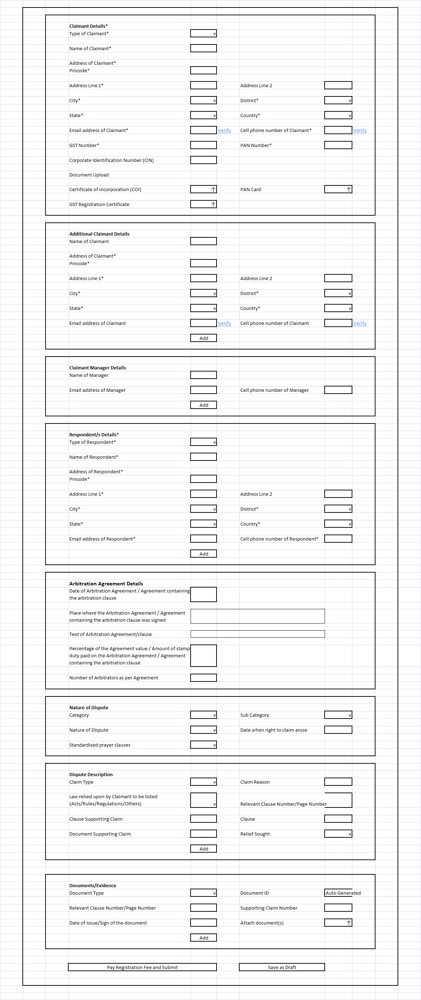 Claimant Details*
Type of Claimant* v
Name of Claimant*
Address of Claimant*
Pincode*
Address Line 1* Address Line 2
City* v District* v
State* v Country* v
Email address of Claimant* Verify Cell phone number of Claimant* Verify
GST Number* PAN Number*
Corporate Identification Number (CIN)
Document Upload
Certificate of Incorporation (COI) ↑ PAN Card ↑
GST Registration Certificate ↑
Additional Claimant Details
Name of Claimant
Address of Claimant*
Pincode*
Address Line 1* Address Line 2
City* v District* v
State* v Country* v
Email address of Claimant Verify Cell phone number of Claimant Verify
Add
Claimant Manager Details
Name of Manager
Email address of Manager Cell phone number of Manager
Add
Respondent/s Details*
Type of Respondent* v
Name of Respondent*
Address of Respondent*
Pincode*
Address Line 1* Address Line 2
City* v District* v
State* v Country* v
Email address of Respondent* Cell phone number of Respondent*
Add
Arbitration Agreement Details
Date of Arbitration Agreement / Agreement containing
the arbitration clause
Place where the Arbitration Agreement / Agreement
containing the arbitration clause was signed
Text of Arbitration Agreement/clause
Percentage of the Agreement value / Amount of stamp
duty paid on the Arbitration Agreement / Agreement
containing the arbitration clause
Number of Arbitrators as per Agreement
Nature of Dispute
Category v Sub Category v
Nature of Dispute v Date when right to claim arose
Standardised prayer clauses v
Dispute Description
Claim Type v Claim Reason
Law relied upon by Claimant to be listed
(Acts/Rules/Regulations/Others) v Relevant Clause Number/Page Number
Clause Supporting Claim Clause
Document Supporting Claim Relief Sought v
Add
Documents/Evidence
Document Type v Document ID Auto Generated
Relevant Clause Number/Page Number Supporting Claim Number
Date of Issue/Sign of the document Attach document(s) ↑
Add
Pay Registration Fee and Submit Save as Draft